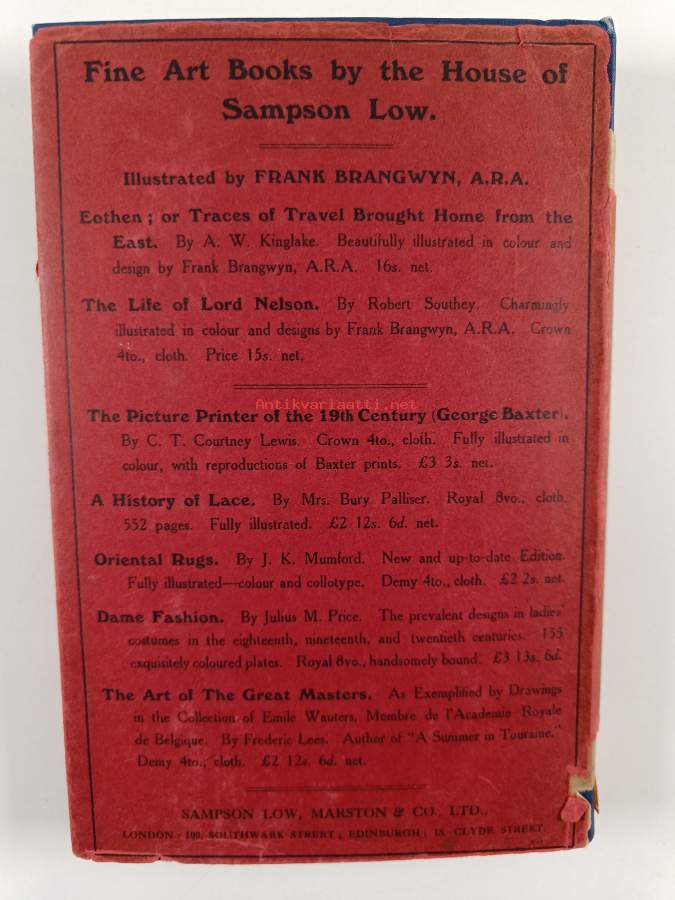 Fine Art Books by the House of
Sampson Low.
Illustrated by FRANK BRANGWYN, A.R.A.
Eothen; or Traces of Travel Brought Home from the
East. By A. W. Kinglake. Beautifully illustrated in colour and
design by Frank Brangwyn, A.R.A. 16s. net.
The Life of Lord Nelson. By Robert Southey. Charmingly
illustrated in colour and designs by Frank Brangwyn, A.R.A. Crown
4to., cloth. Price 15s. net.
Antikvariaatti.net
The Picture Printer of the 19th Century (George Baxter).
By C. T. Courtney Lewis. Crown 4to., cloth. Fully illustrated in
colour, with reproductions of Baxter prints. £3 3s. net.
A History of Lace. By Mrs. Bury Palliser. Royal 8vo., cloth,
552 pages. Fully illustrated. £2 12s. 6d. net.
Oriental Rugs. By J. K. Mumford. New and up-to-date Edition.
Fully illustrated—colour and collotype. Demy 4to., cloth. £2 2s. net.
Dame Fashion. By Julius M. Price. The prevalent designs in ladies'
costumes in the eighteenth, nineteenth, and twentieth centuries. 155
exquisitely coloured plates. Royal 8vo., handsomely bound. £3 13s. 6d.
The Art of The Great Masters. As Exemplified by Drawings
in the Collection of Emile Wauters, Membre de l'Academie Royale
de Belgique. By Frederic Lees. Author of "A Summer in Touraine."
Demy 4to., cloth. £2 12s. 6d. net.
SAMPSON LOW, MARSTON & CO., LTD.,
LONDON: 100, SOUTHWARK STREET; EDINBURGH: 18, CLYDE STREET.